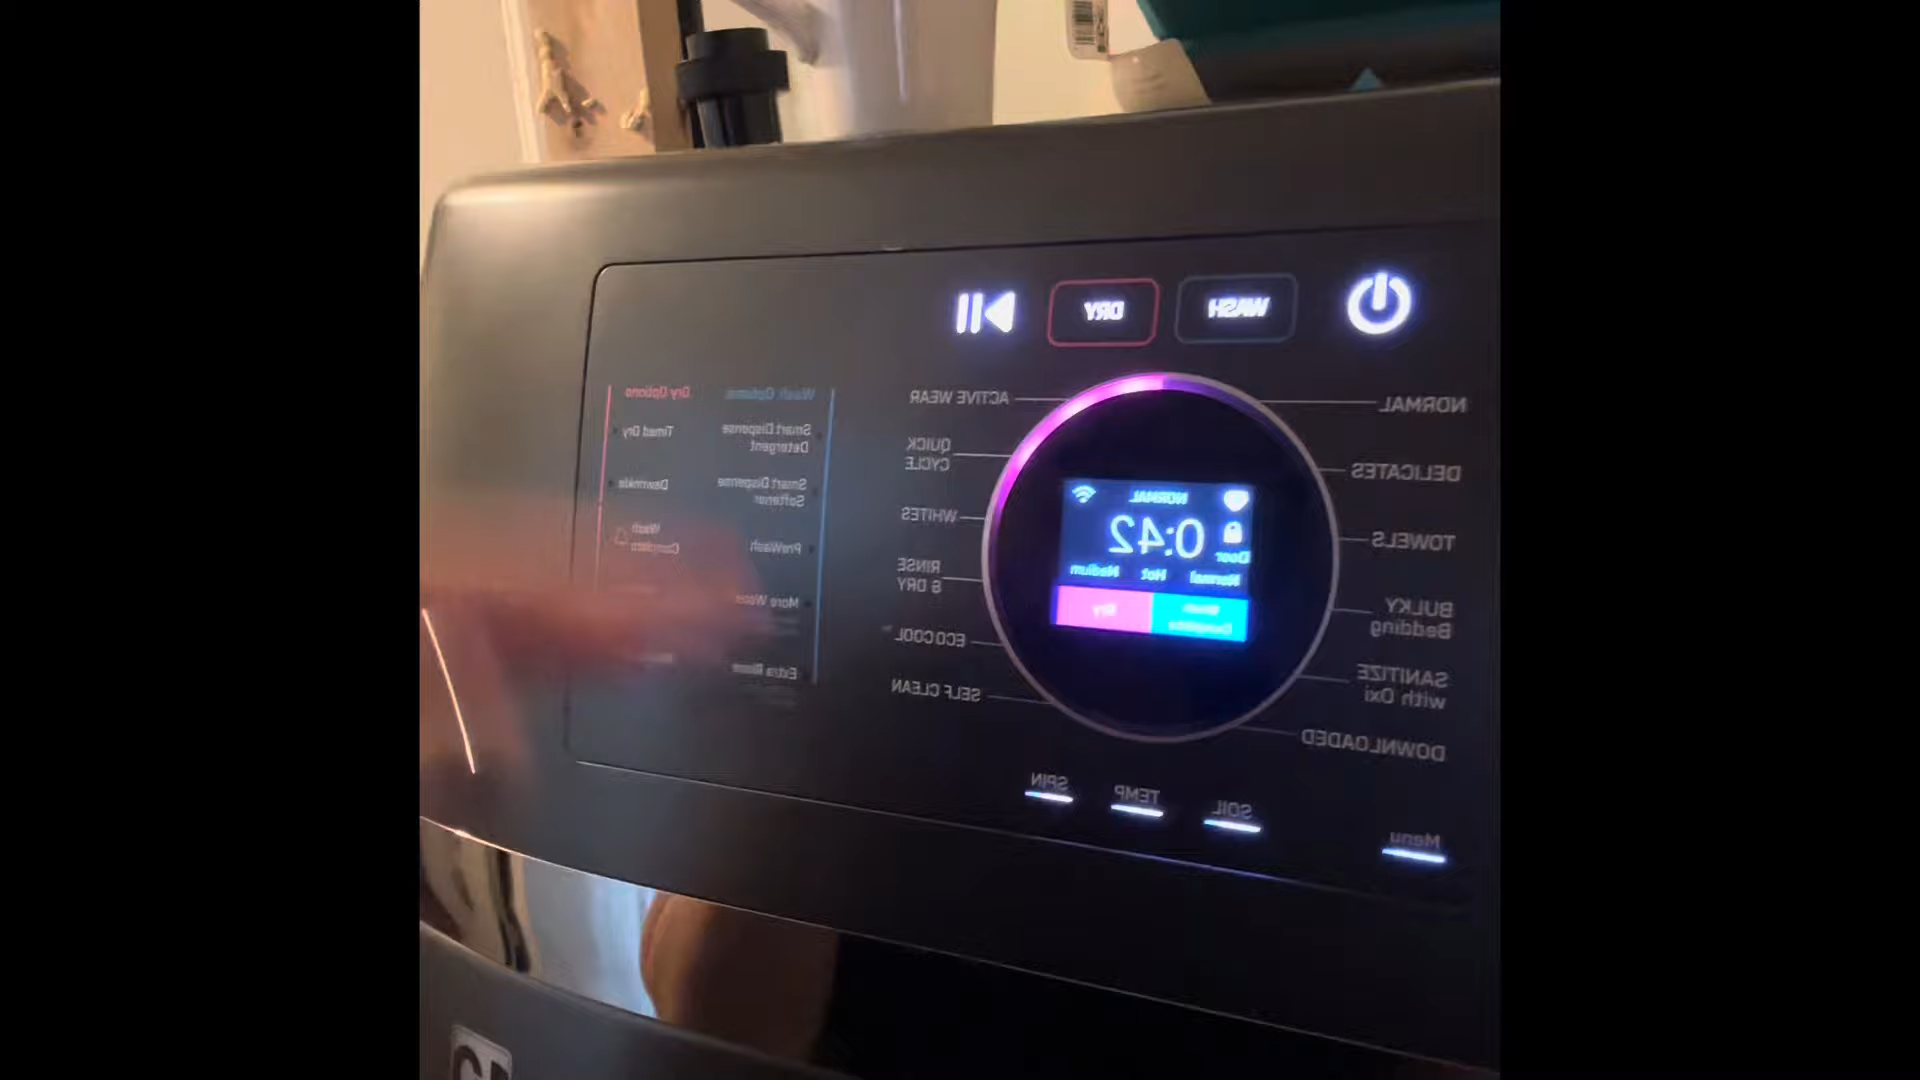 DRY
WASH
Dry Options
Wash Options
Timed Dry
Smart Dispense
Detergent
Dewrinkle
Smart Dispense
Softener
Wash
Complete
PreWash
Extra Rinse
ACTIVE WEAR
QUICK
CYCLE
WHITES
RINSE
& DRY
ECO COOL
SELF CLEAN
NORMAL
0:42
Door
Normal Hot Medium
Dry
Complete
NORMAL
DELICATES
TOWELS
BULKY
Bedding
SANITIZE
with Oxi
DOWNLOADED
SPIN
TEMP
SOIL
Menu